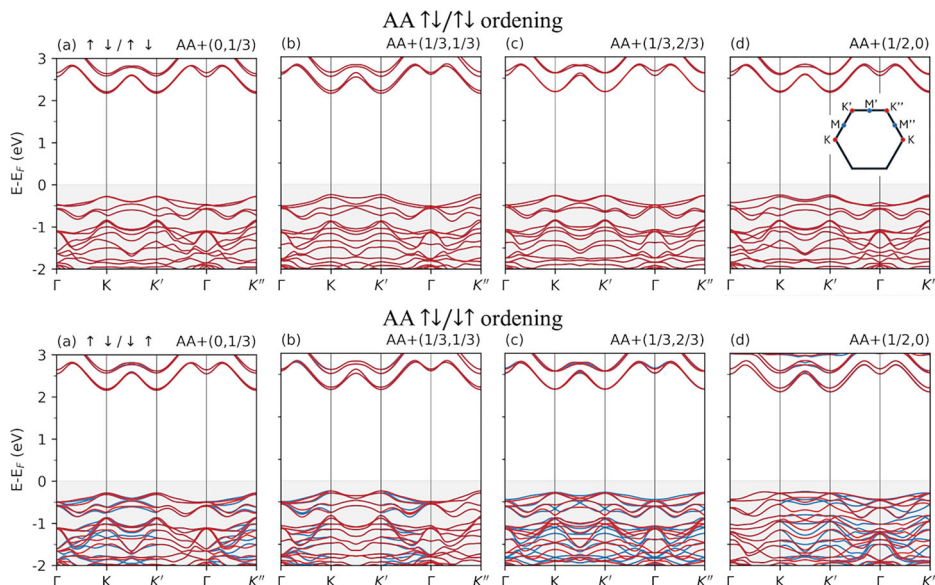 AA ↑↓/↑↓ ordening
(a) ↑ ↓/↑ ↓ AA+(0,1/3)
(b) AA+(1/3,1/3)
(c) AA+(1/3,2/3)
(d) AA+(1/2,0)
3
2
1
0
-1
-2
E-E_F (eV)
K' M' K''
M M''
K K
Γ K K' Γ K''
Γ K K' Γ K''
Γ K K' Γ K''
Γ K K' Γ K''
AA ↑↓/↓↑ ordening
(a) ↑ ↓/↓ ↑ AA+(0,1/3)
(b) AA+(1/3,1/3)
(c) AA+(1/3,2/3)
(d) AA+(1/2,0)
3
2
1
0
-1
-2
E-E_F (eV)
Γ K K' Γ K''
Γ K K' Γ K''
Γ K K' Γ K''
Γ K K' Γ K''